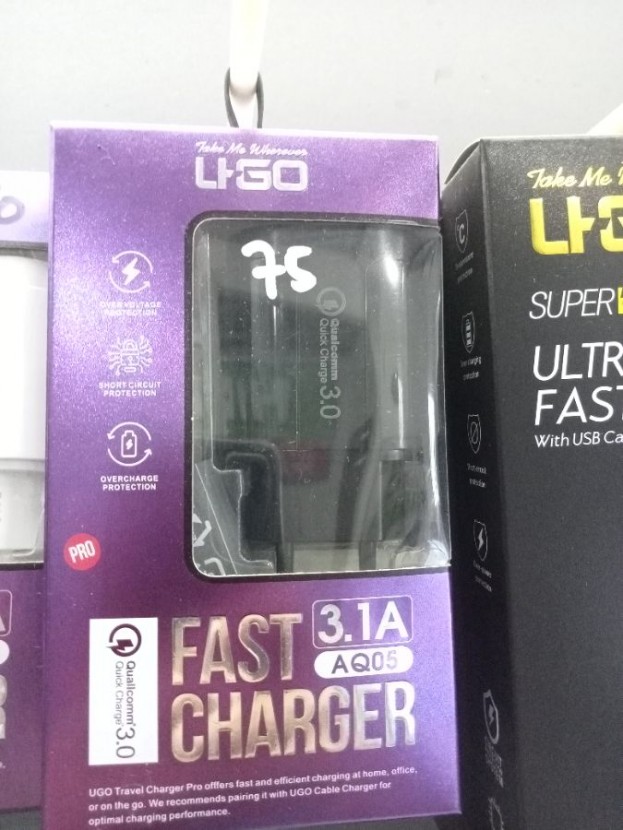 Take Me Wherever
UGO
75
Qualcomm
Quick Charge 3.0
OVER VOLTAGE
PROTECTION
SHORT CIRCUIT
PROTECTION
OVERCHARGE
PROTECTION
PRO
Quallcomm
Quick Charge 3.0
FAST
CHARGER
3.1A
AQ05
UGO Travel Charger Pro offfers fast and efficient charging at home, office,
or on the go. We recommends pairing it with UGO Cable Charger for
optimal charging performance.
Take Me
SUPER
ULTR
FAST
With USB Ca